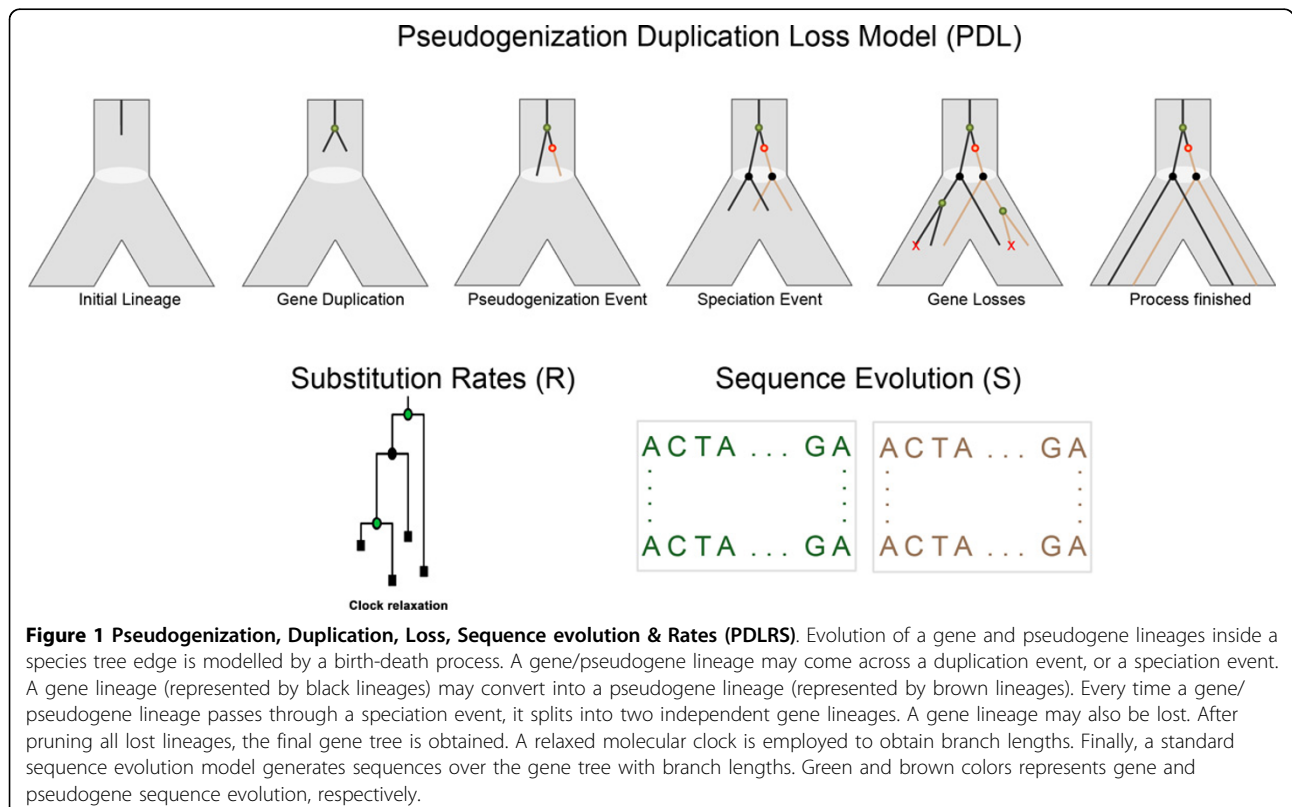 Pseudogenization Duplication Loss Model (PDL)
Initial Lineage
Gene Duplication
Pseudogenization Event
Speciation Event
X
X
Gene Losses
Process finished
Substitution Rates (R)
Clock relaxation
Sequence Evolution (S)
ACTA ... GA
ACTA ... GA
ACTA ... GA
ACTA ... GA
Figure 1 Pseudogenization, Duplication, Loss, Sequence evolution & Rates (PDLRS). Evolution of a gene and pseudogene lineages inside a
species tree edge is modelled by a birth-death process. A gene/pseudogene lineage may come across a duplication event, or a speciation event.
A gene lineage (represented by black lineages) may convert into a pseudogene lineage (represented by brown lineages). Every time a gene/
pseudogene lineage passes through a speciation event, it splits into two independent gene lineages. A gene lineage may also be lost. After
pruning all lost lineages, the final gene tree is obtained. A relaxed molecular clock is employed to obtain branch lengths. Finally, a standard
sequence evolution model generates sequences over the gene tree with branch lengths. Green and brown colors represents gene and
pseudogene sequence evolution, respectively.